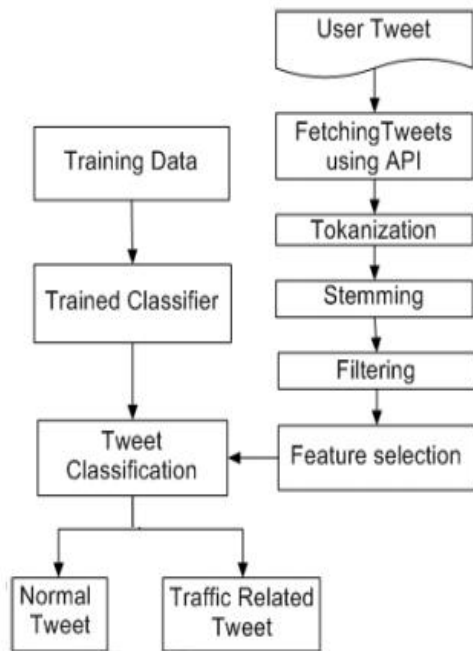 User Tweet
FetchingTweets
using API
Training Data
Tokanization
Trained Classifier
Stemming
Filtering
Tweet
Classification
Feature selection
Normal
Tweet
Traffic Related
Tweet